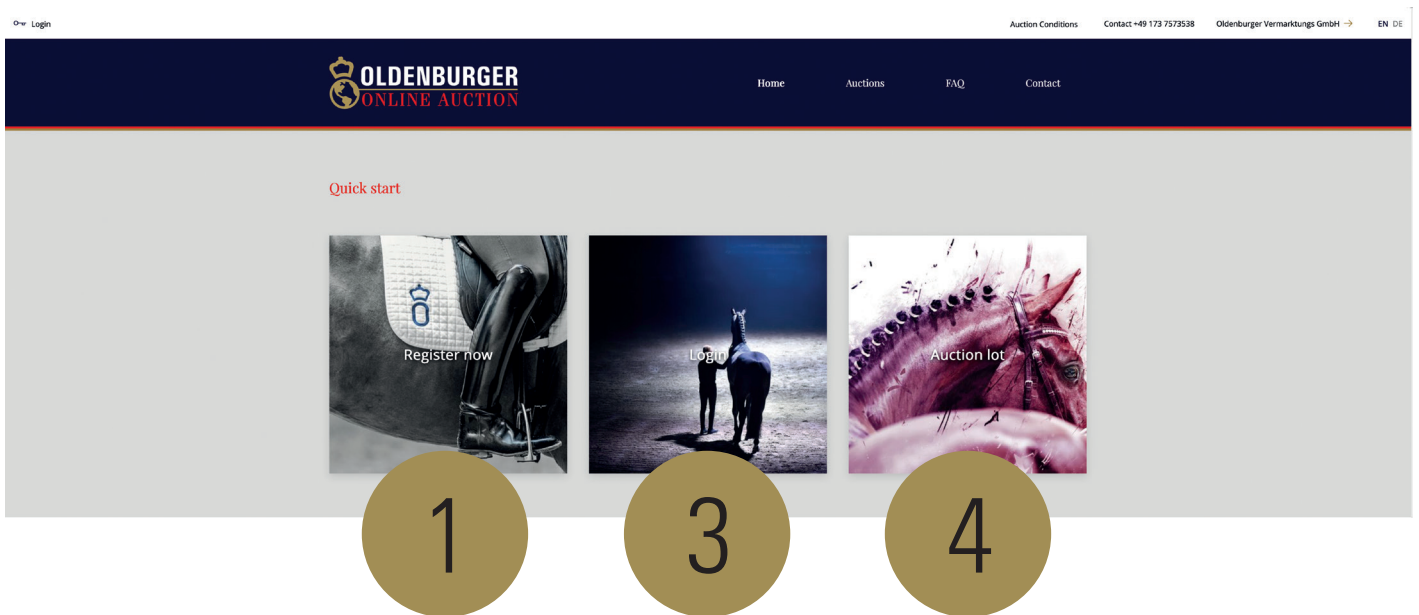 Login
Auction Conditions Contact +49 173 7573538 Oldenburger Vermarktungs GmbH → EN DE
OLDENBURGER
ONLINE AUCTION
Home Auctions FAQ Contact
Quick start
Register now Login Auction lot
1 3 4